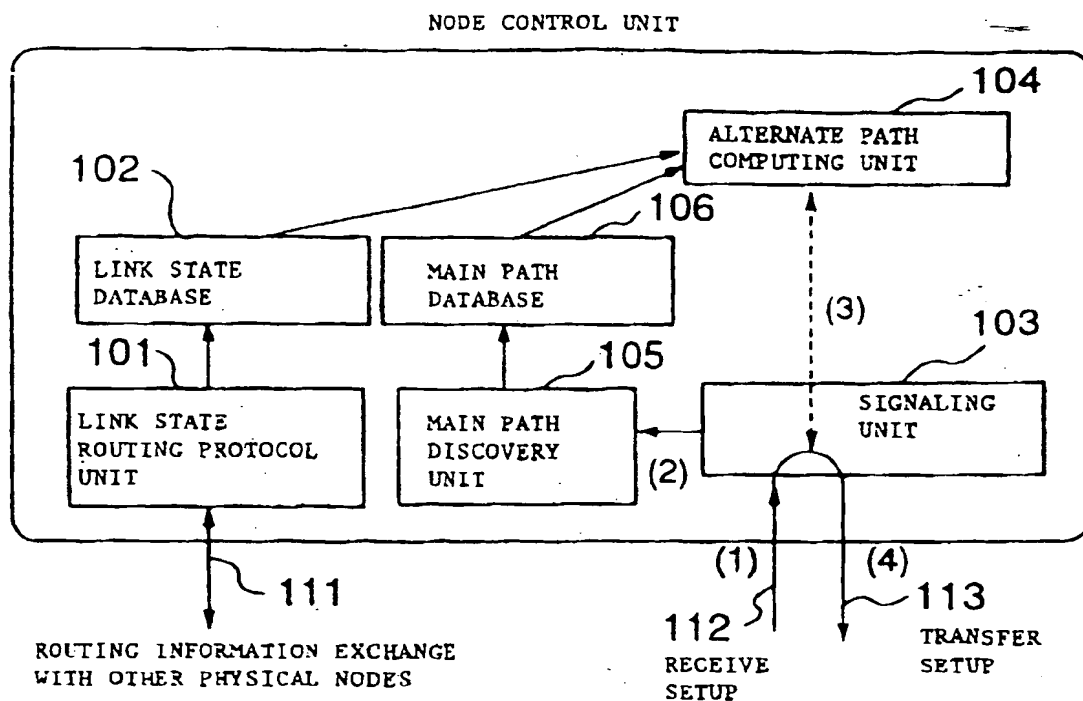 NODE CONTROL UNIT
104
ALTERNATE PATH
COMPUTING UNIT
102
106
LINK STATE
DATABASE
MAIN PATH
DATABASE
(3)
103
101
105
LINK STATE
ROUTING PROTOCOL
UNIT
MAIN PATH
DISCOVERY
UNIT
SIGNALING
UNIT
(2)
(1)
(4)
111
112
113
ROUTING INFORMATION EXCHANGE
WITH OTHER PHYSICAL NODES
RECEIVE
SETUP
TRANSFER
SETUP